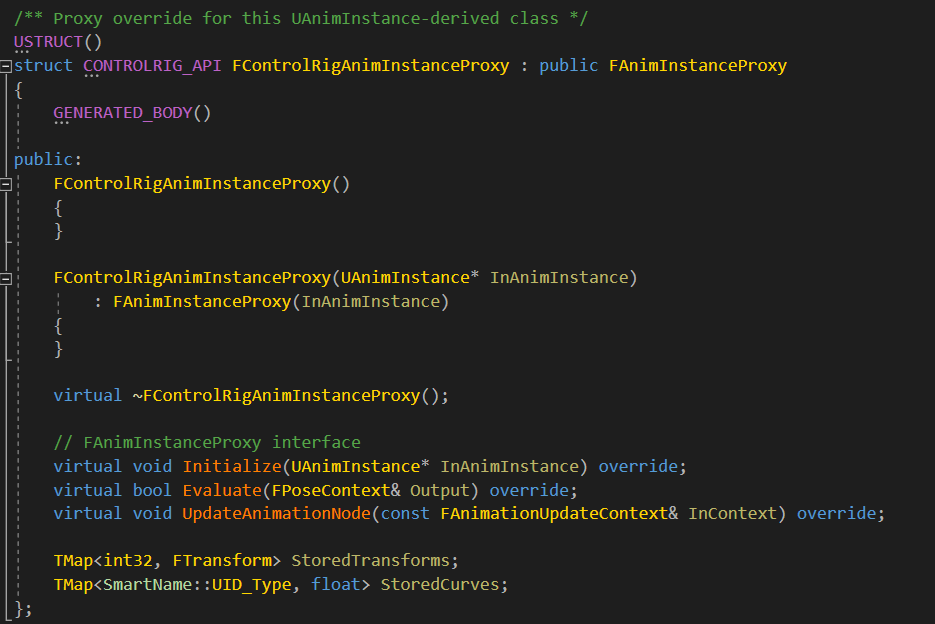 /** Proxy override for this UAnimInstance-derived class */
USTRUCT()
struct CONTROLRIG_API FControlRigAnimInstanceProxy : public FAnimInstanceProxy
{
GENERATED_BODY()
public:
FControlRigAnimInstanceProxy()
{
}
FControlRigAnimInstanceProxy(UAnimInstance* InAnimInstance)
: FAnimInstanceProxy(InAnimInstance)
{
}
virtual ~FControlRigAnimInstanceProxy();
// FAnimInstanceProxy interface
virtual void Initialize(UAnimInstance* InAnimInstance) override;
virtual bool Evaluate(FPoseContext& Output) override;
virtual void UpdateAnimationNode(const FAnimationUpdateContext& InContext) override;
TMap<int32, FTransform> StoredTransforms;
TMap<SmartName::UID_Type, float> StoredCurves;
};